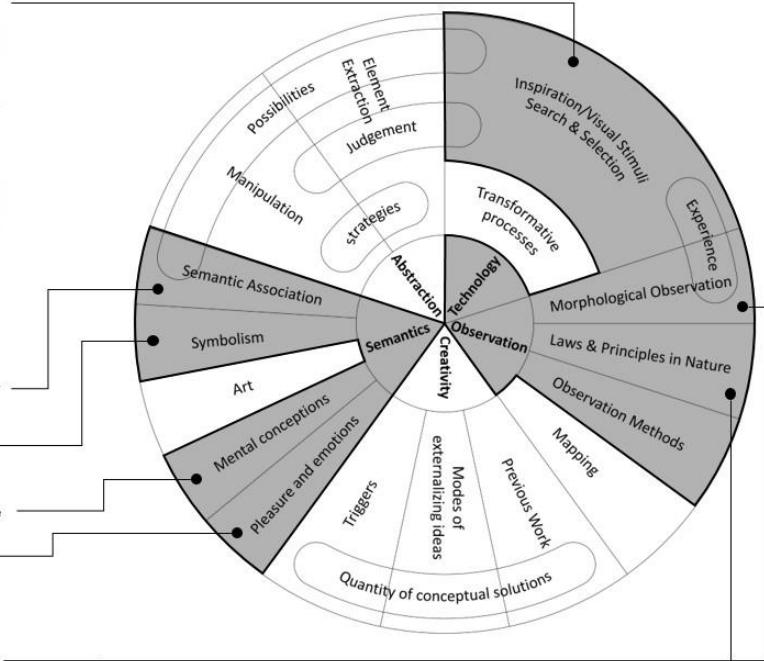 Possibilities
Element
Extraction
Judgement
Manipulation
strategies
Inspiration/Visual Stimuli
Search & Selection
Experience
Transformative
processes
Abstraction
Technology
Semantic Association
Morphological Observation
Symbolism
Semantics
Observation
Laws & Principles in Nature
Creativity
Art
Observation Methods
Mental conceptions
Mapping
Pleasure and emotions
Triggers
Modes of
externalizing ideas
Previous Work
Quantity of conceptual solutions